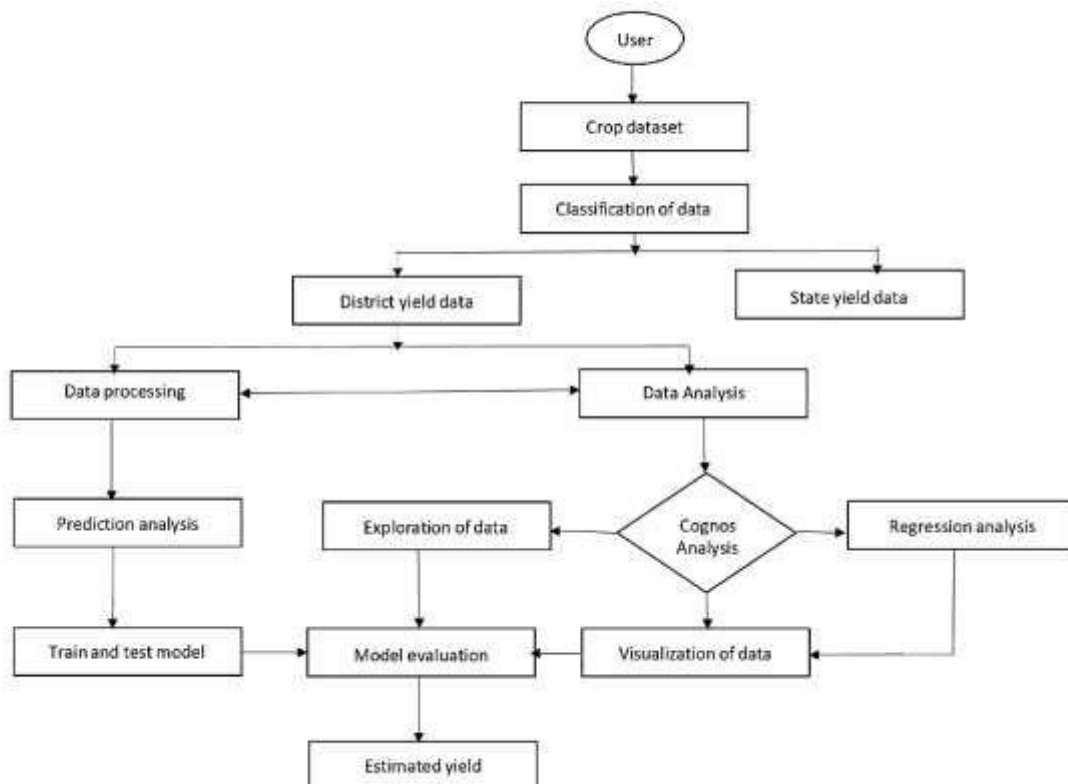 User
Crop dataset
Classification of data
District yield data
State yield data
Data processing
Data Analysis
Prediction analysis
Exploration of data
Cognos
Analysis
Regression analysis
Train and test model
Model evaluation
Visualization of data
Estimated yield